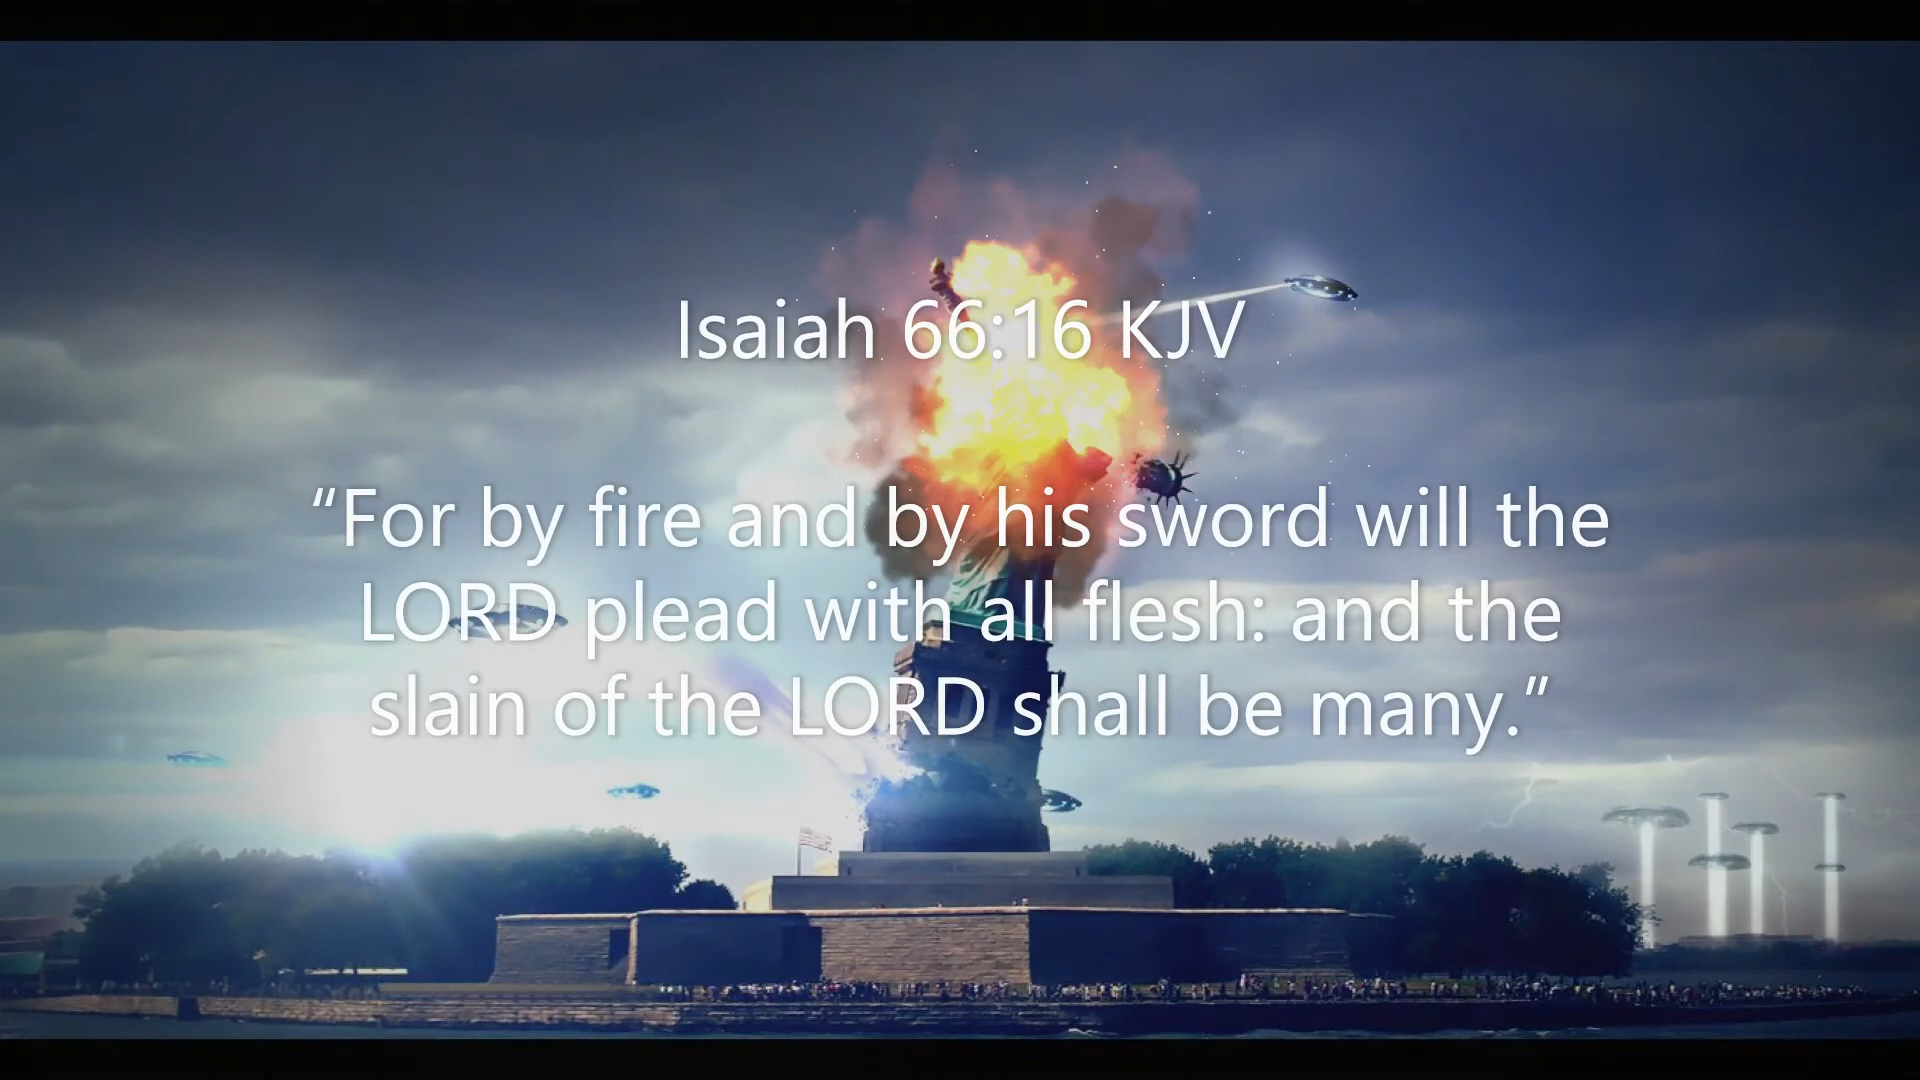 Isaiah 66:16 KJV
“For by fire and by his sword will the
LORD plead with all flesh: and the
slain of the LORD shall be many.”